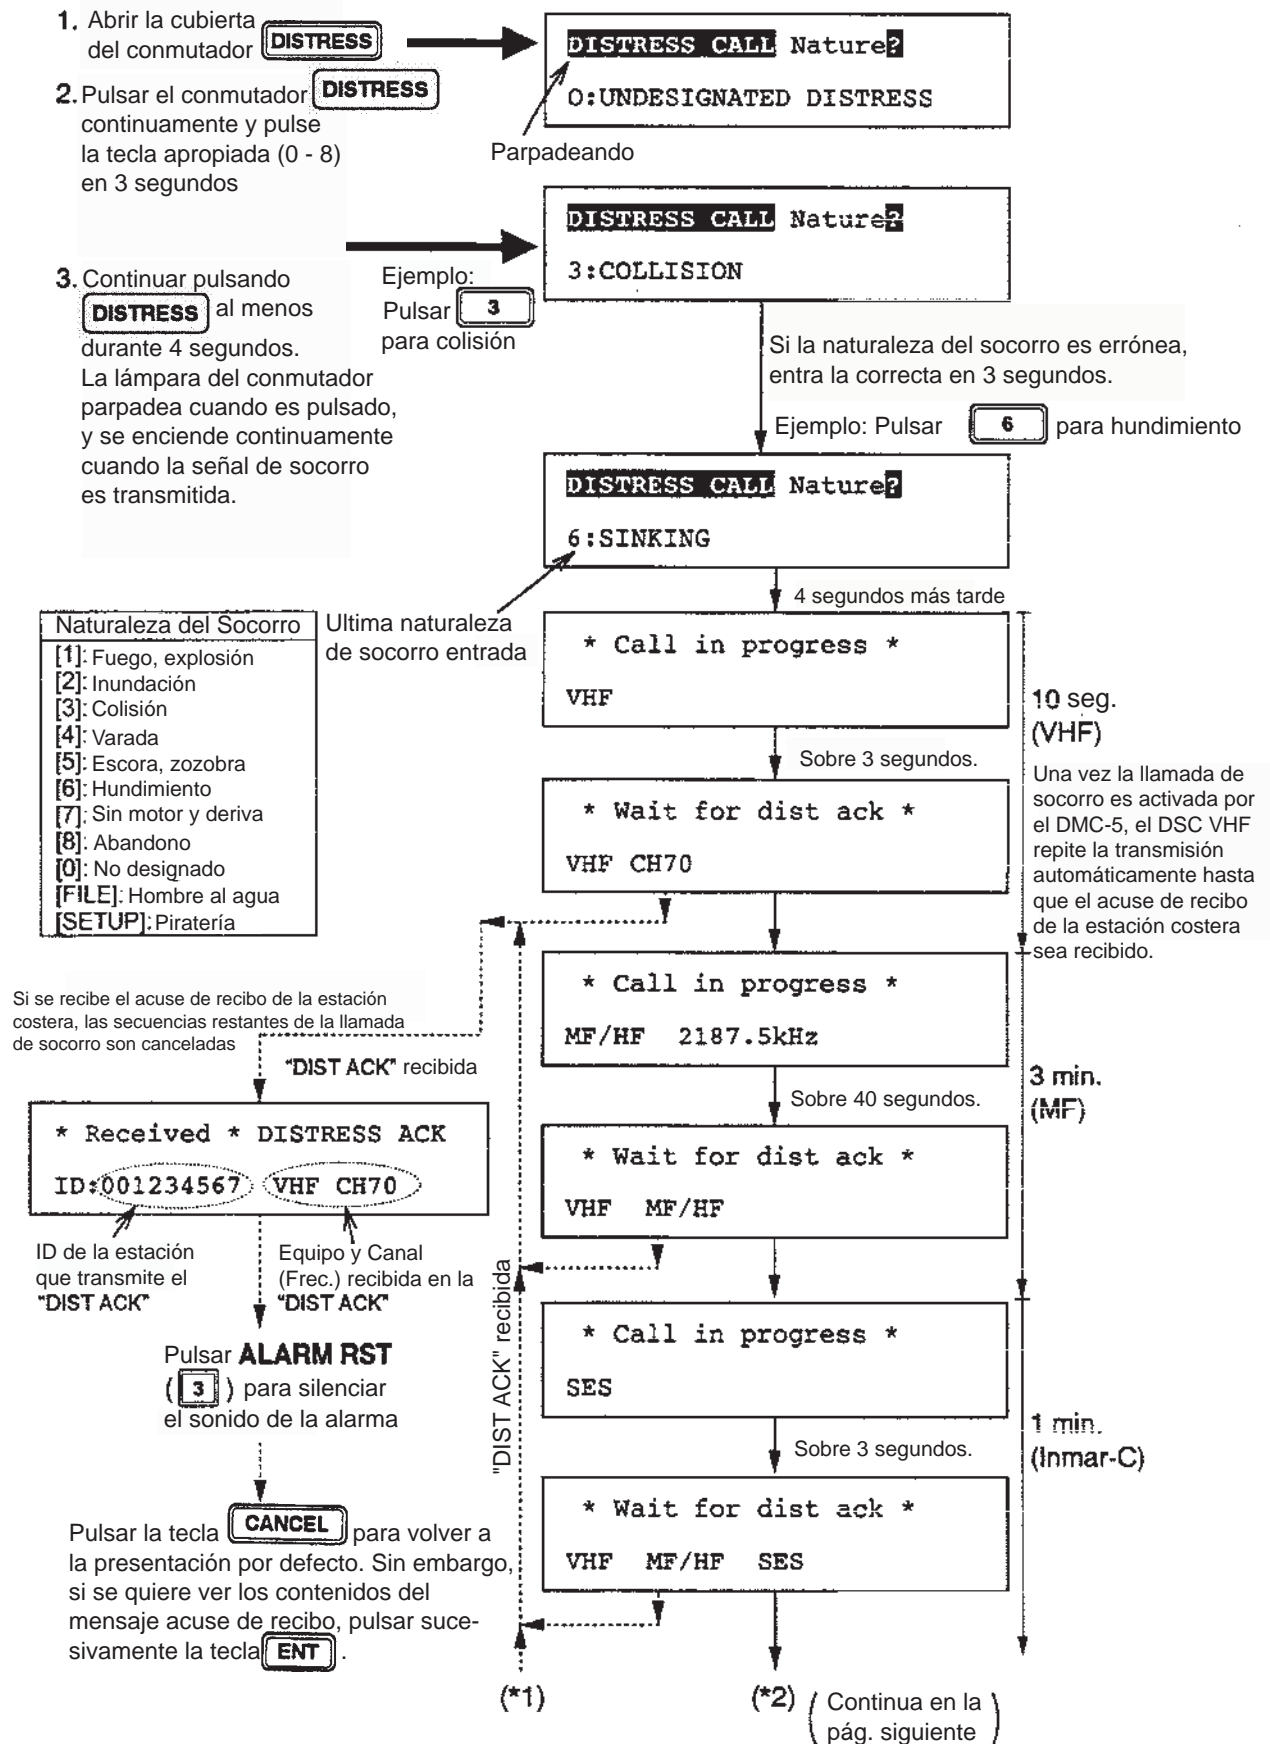 1. Abrir la cubierta
del conmutador DISTRESS
2. Pulsar el conmutador DISTRESS
continuamente y pulse
la tecla apropiada (0 - 8)
en 3 segundos
DISTRESS CALL Nature?
0:UNDESIGNATED DISTRESS
Parpadeando
DISTRESS CALL Nature?
3:COLLISION
3. Continuar pulsando
DISTRESS al menos
durante 4 segundos.
La lámpara del conmutador
parpadea cuando es pulsado,
y se enciende continuamente
cuando la señal de socorro
es transmitida.
Ejemplo:
Pulsar 3
para colisión
Si la naturaleza del socorro es errónea,
entra la correcta en 3 segundos.
Ejemplo: Pulsar 6 para hundimiento
DISTRESS CALL Nature?
6:SINKING
4 segundos más tarde
Ultima naturaleza
de socorro entrada
Naturaleza del Socorro
[1]: Fuego, explosión
[2]: Inundación
[3]: Colisión
[4]: Varada
[5]: Escora, zozobra
[6]: Hundimiento
[7]: Sin motor y deriva
[8]: Abandono
[0]: No designado
[FILE]: Hombre al agua
[SETUP]: Piratería
* Call in progress *
VHF
10 seg.
(VHF)
Sobre 3 segundos.
Una vez la llamada de
socorro es activada por
el DMC-5, el DSC VHF
repite la transmisión
automáticamente hasta
que el acuse de recibo
de la estación costera
sea recibido.
* Wait for dist ack *
VHF CH70
* Call in progress *
MF/HF 2187.5kHz
3 min.
(MF)
Sobre 40 segundos.
* Wait for dist ack *
VHF MF/HF
Si se recibe el acuse de recibo de la estación
costera, las secuencias restantes de la llamada
de socorro son canceladas
"DIST ACK" recibida
* Received * DISTRESS ACK
ID:001234567 VHF CH70
ID de la estación
que transmite el
"DIST ACK"
Equipo y Canal
(Frec.) recibida en la
"DIST ACK"
"DIST ACK" recibida
Pulsar ALARM RST
( 3 ) para silenciar
el sonido de la alarma
* Call in progress *
SES
1 min.
(Inmar-C)
Sobre 3 segundos.
* Wait for dist ack *
VHF MF/HF SES
Pulsar la tecla CANCEL para volver a
la presentación por defecto. Sin embargo,
si se quiere ver los contenidos del
mensaje acuse de recibo, pulsar suce-
sivamente la tecla ENT .
(*1)
(*2) ( Continua en la
pág. siguiente )